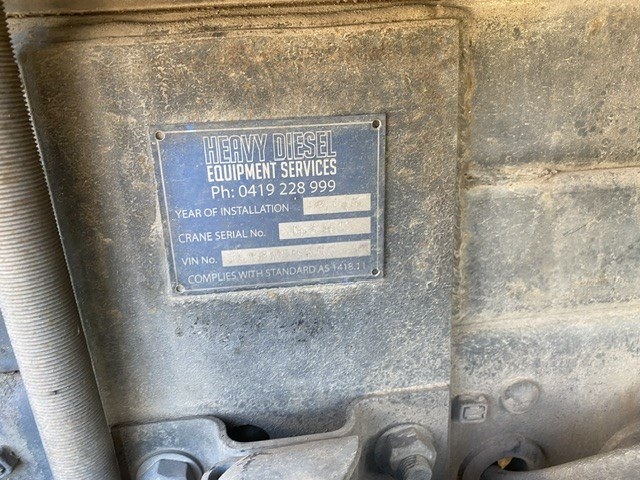 HEAVY DIESEL
EQUIPMENT SERVICES
Ph: 0419 228 999
YEAR OF INSTALLATION
CRANE SERIAL No.
VIN No.
COMPLIES WITH STANDARD AS 1418.11